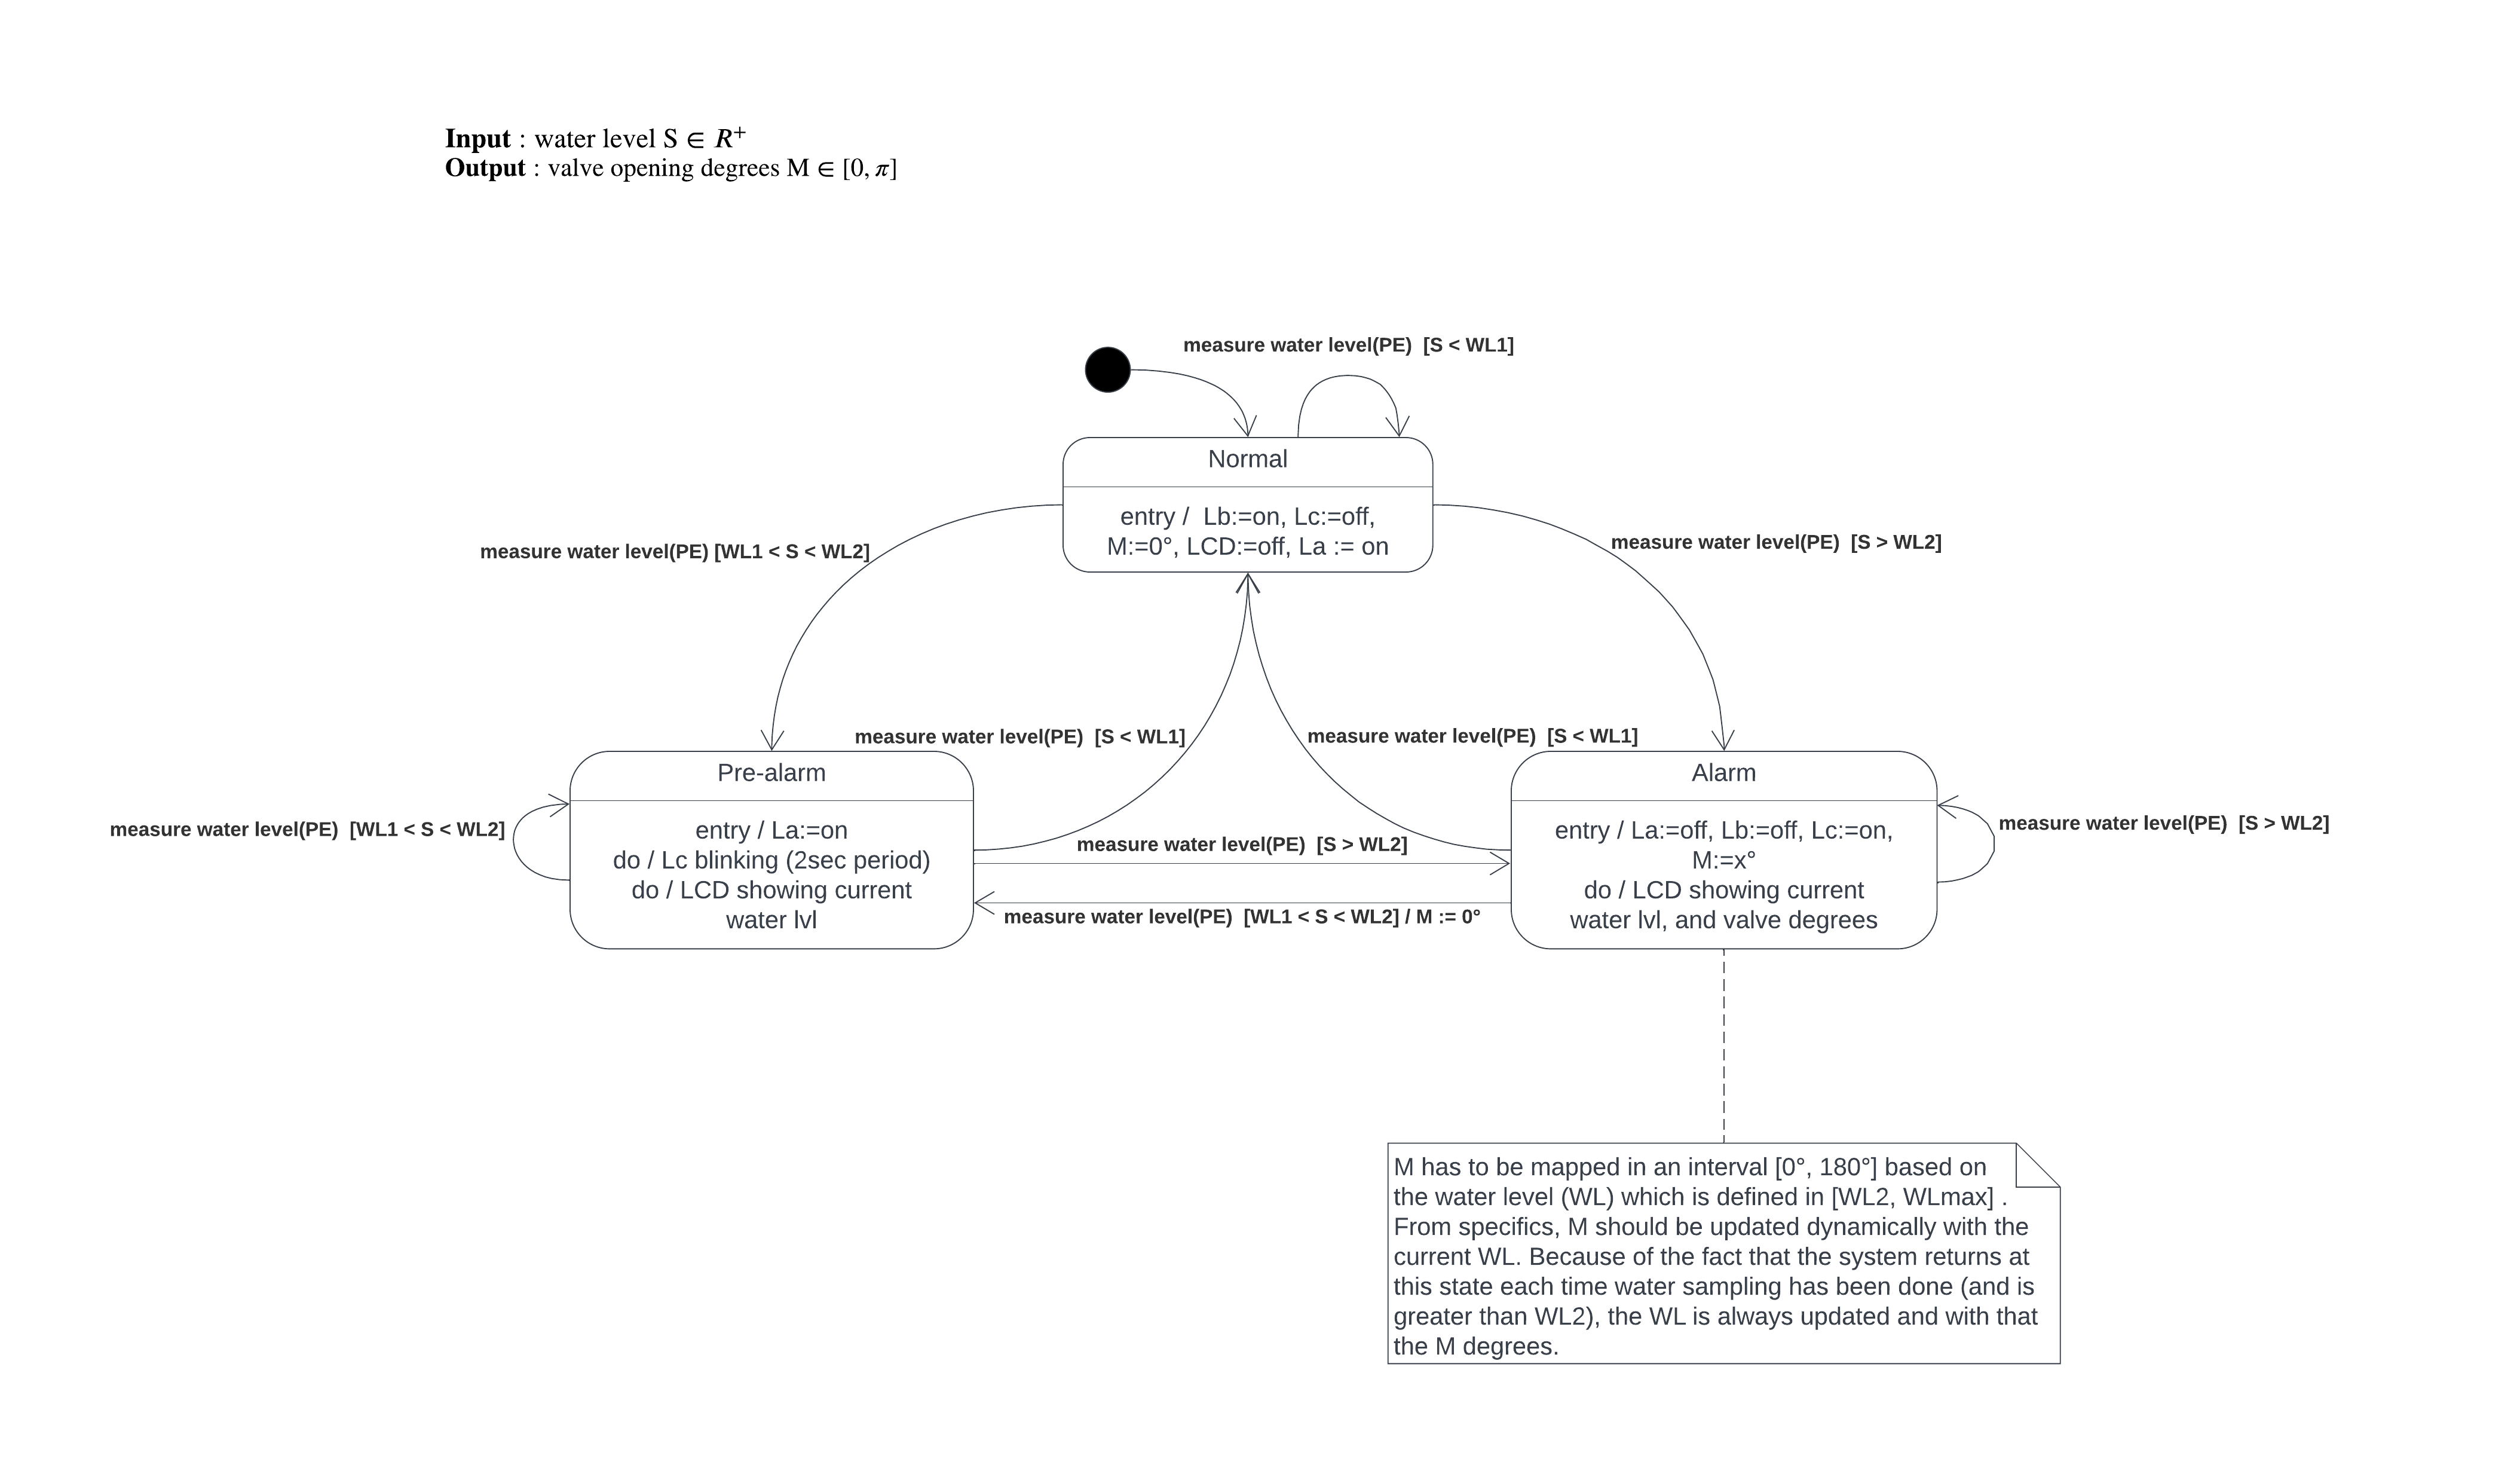 Input : water level S ∈ R⁺
Output : valve opening degrees M ∈ [0, π]
measure water level(PE)  [S < WL1]
Normal
entry /  Lb:=on, Lc:=off,
M:=0°, LCD:=off, La := on
measure water level(PE) [WL1 < S < WL2]
measure water level(PE)  [S > WL2]
measure water level(PE)  [S < WL1]
measure water level(PE)  [S < WL1]
Pre-alarm
entry / La:=on
do / Lc blinking (2sec period)
do / LCD showing current
water lvl
measure water level(PE)  [WL1 < S < WL2]
measure water level(PE)  [S > WL2]
measure water level(PE)  [WL1 < S < WL2] / M := 0°
Alarm
entry / La:=off, Lb:=off, Lc:=on,
M:=x°
do / LCD showing current
water lvl, and valve degrees
measure water level(PE)  [S > WL2]
M has to be mapped in an interval [0°, 180°] based on
the water level (WL) which is defined in [WL2, WLmax] .
From specifics, M should be updated dynamically with the
current WL. Because of the fact that the system returns at
this state each time water sampling has been done (and is
greater than WL2), the WL is always updated and with that
the M degrees.